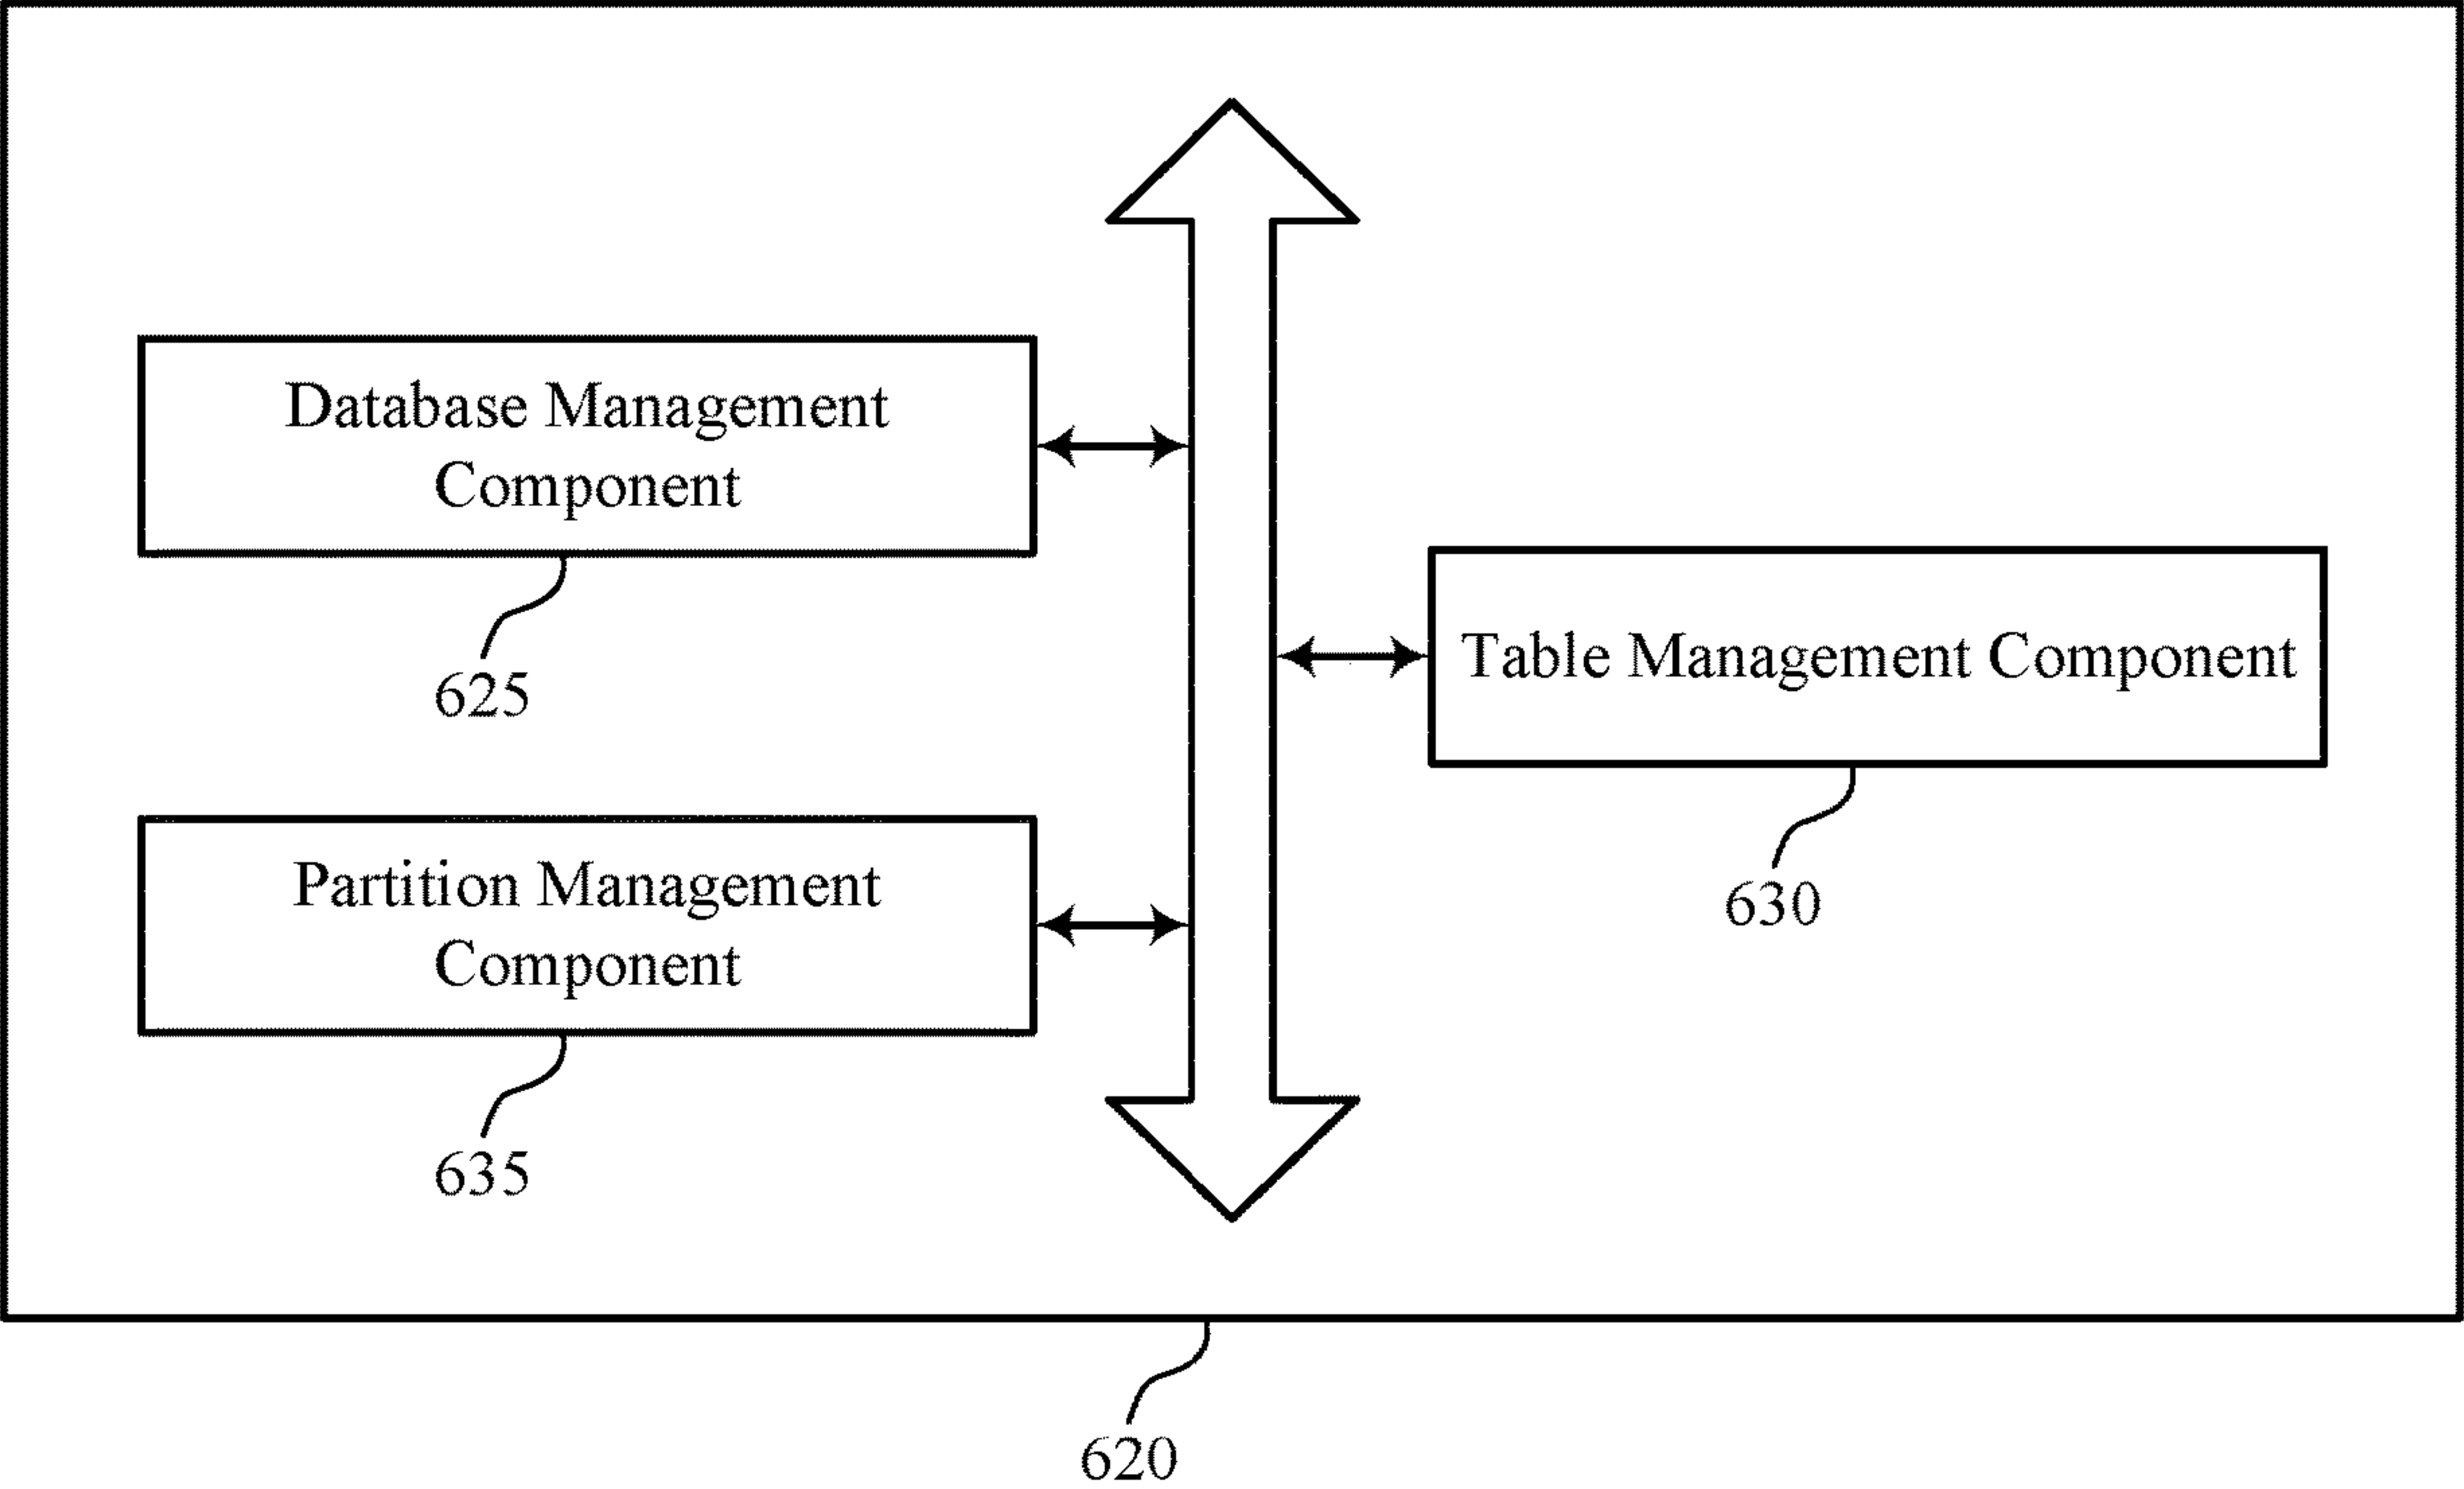 Database Management
Component
625
Table Management Component
630
Partition Management
Component
635
620